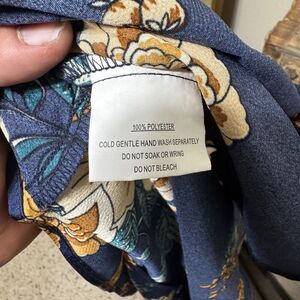 100% POLYESTER
COLD GENTLE HAND WASH SEPARATELY
DO NOT SOAK OR WRING
DO NOT BLEACH